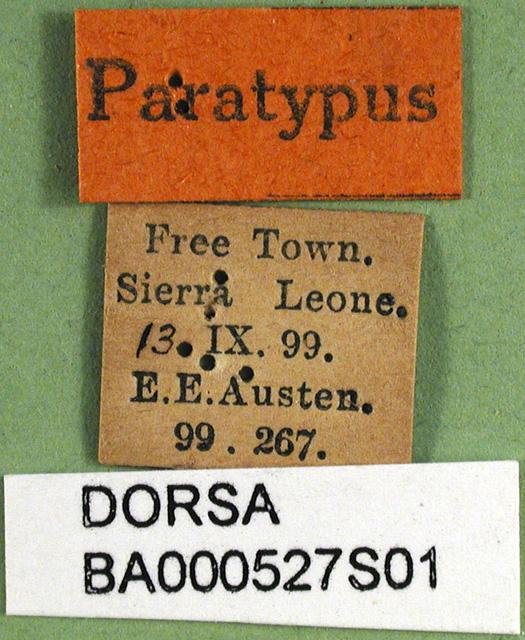 Paratypus
Free Town.
Sierra Leone.
13. IX. 99.
E.E.Austen.
99. 267.
DORSA
BA000527S01